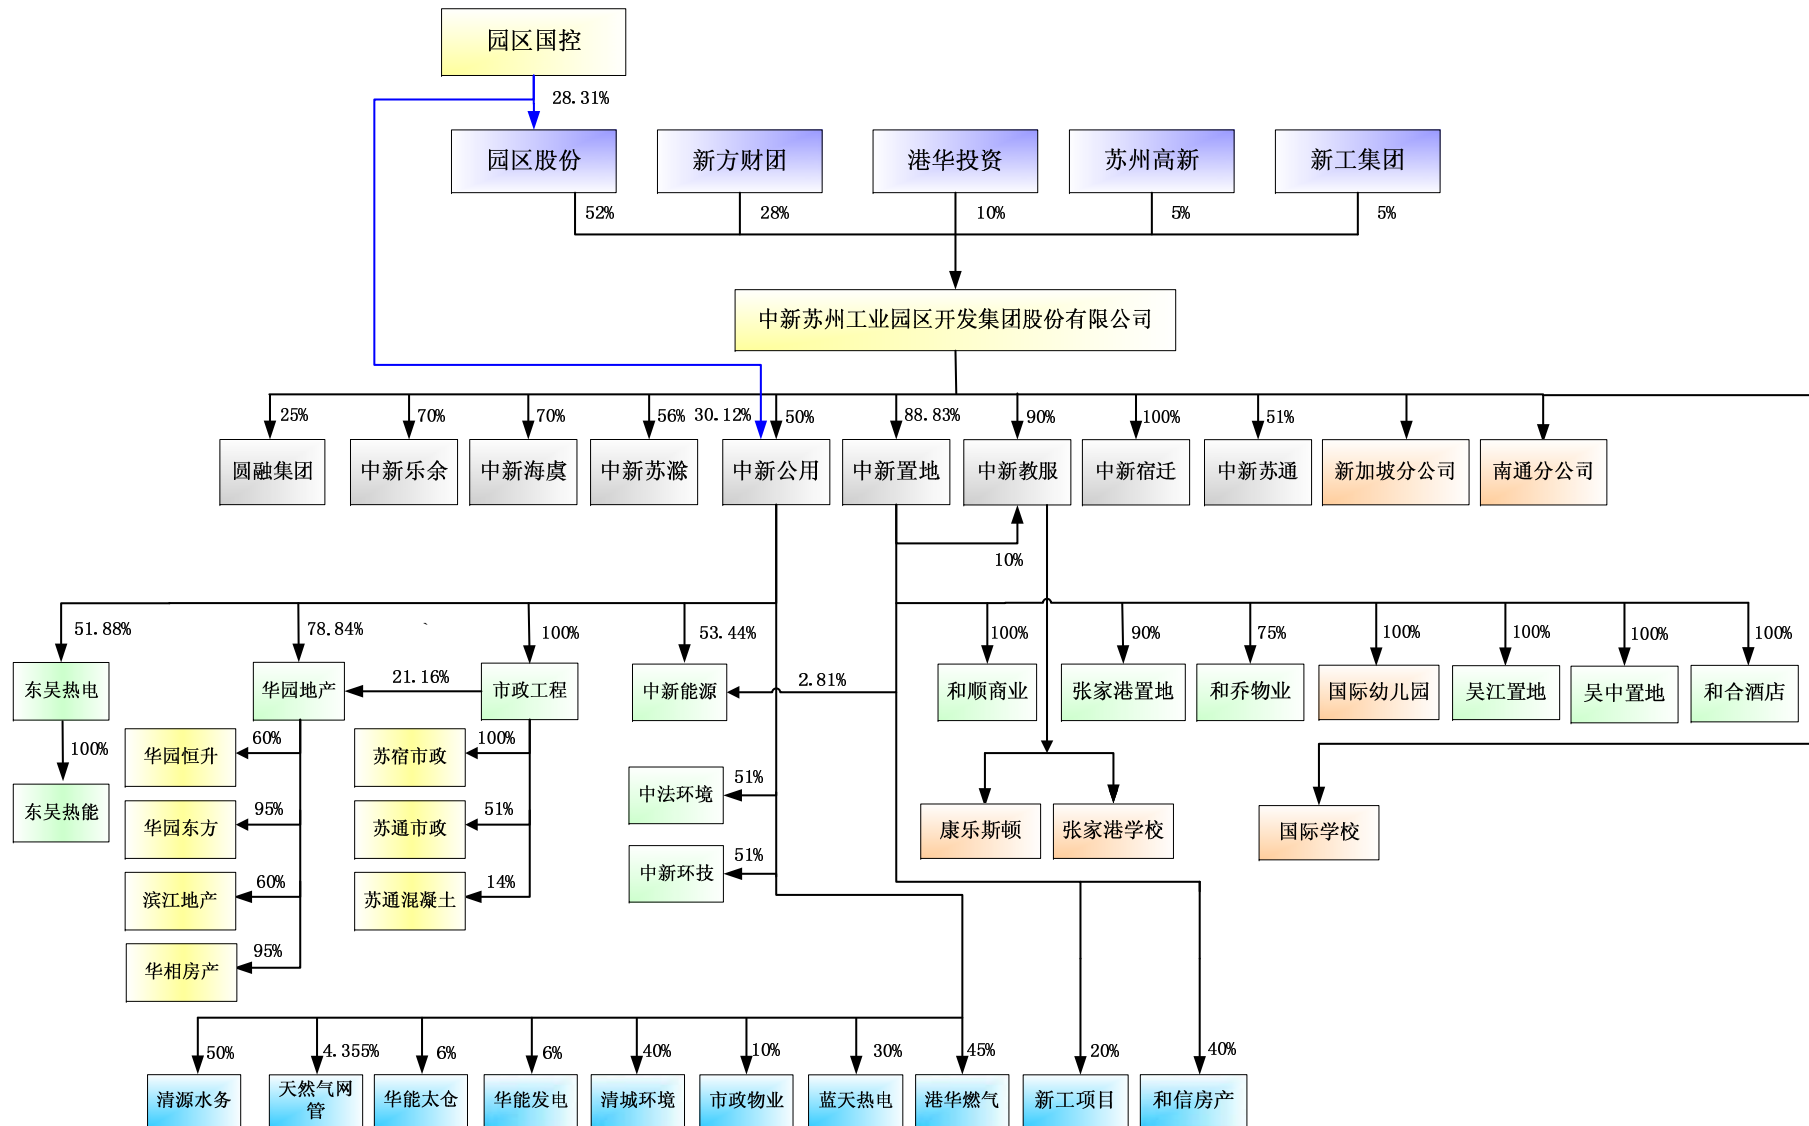 园区国控
28.31%
园区股份
新方财团
港华投资
苏州高新
新工集团
52%
28%
10%
5%
5%
中新苏州工业园区开发集团股份有限公司
25%
70%
70%
56%
30.12%
50%
88.83%
90%
100%
51%
圆融集团
中新乐余
中新海虞
中新苏滁
中新公用
中新置地
中新教服
中新宿迁
中新苏通
新加坡分公司
南通分公司
10%
51.88%
78.84%
100%
53.44%
100%
90%
75%
100%
100%
100%
100%
东吴热电
华园地产
21.16%
市政工程
中新能源
2.81%
和顺商业
张家港置地
和乔物业
国际幼儿园
吴江置地
吴中置地
和合酒店
100%
60%
100%
华园恒升
苏宿市政
51%
中法环境
东吴热能
95%
51%
华园东方
苏通市政
康乐斯顿
张家港学校
国际学校
51%
中新环技
60%
14%
滨江地产
苏通混凝土
95%
华相房产
50%
4.355%
6%
6%
40%
10%
30%
45%
20%
40%
清源水务
天然气网
管
华能太仓
华能发电
清城环境
市政物业
蓝天热电
港华燃气
新工项目
和信房产